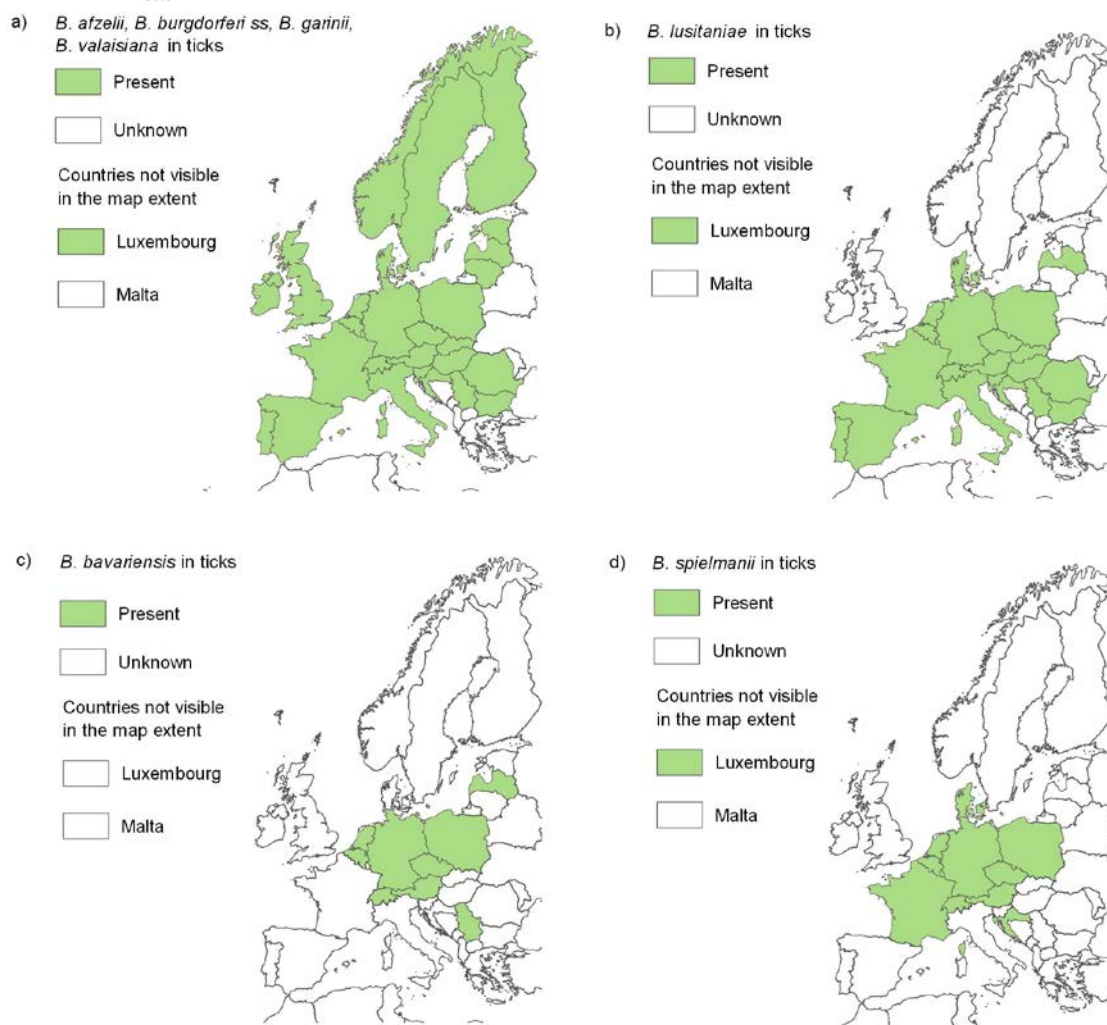 a) B. afzelii, B. burgdorferi ss, B. garinii,
B. valaisiana in ticks
Present
Unknown
Countries not visible
in the map extent
Luxembourg
Malta
b) B. lusitaniae in ticks
Present
Unknown
Countries not visible
in the map extent
Luxembourg
Malta
c) B. bavariensis in ticks
Present
Unknown
Countries not visible
in the map extent
Luxembourg
Malta
d) B. spielmanii in ticks
Present
Unknown
Countries not visible
in the map extent
Luxembourg
Malta